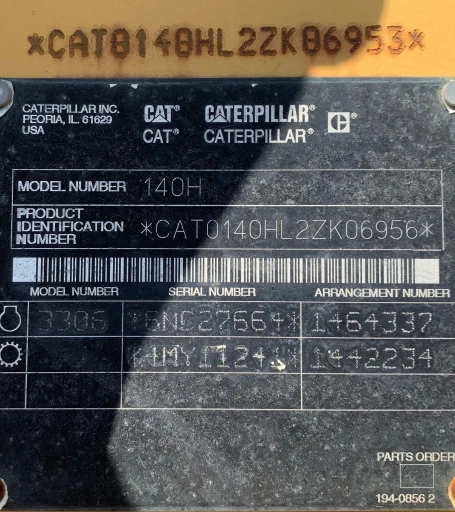 *CAT0140HL2ZK06953*
CATERPILLAR INC.
PEORIA, IL. 61629
USA
CAT® CATERPILLAR®
CAT® CATERPILLAR®
MODEL NUMBER 140H
PRODUCT IDENTIFICATION NUMBER *CAT0140HL2ZK06956*
MODEL NUMBER SERIAL NUMBER ARRANGEMENT NUMBER
3306 1464337
1442234
PARTS ORDER
194-0856 2